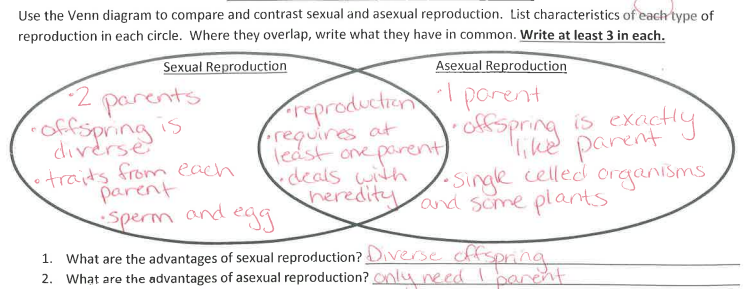 Use the Venn diagram to compare and contrast sexual and asexual reproduction. List characteristics of each type of
reproduction in each circle. Where they overlap, write what they have in common. Write at least 3 in each.
Sexual Reproduction
Asexual Reproduction
•2 parents
•offspring is
diverse
•traits from each
parent
•sperm and egg
•reproduction
•requires at
least one parent
•deals with
heredity
•1 parent
•offspring is exactly
like parent
•single celled organisms
and some plants
1. What are the advantages of sexual reproduction? Diverse offspring
2. What are the advantages of asexual reproduction? only need 1 parent